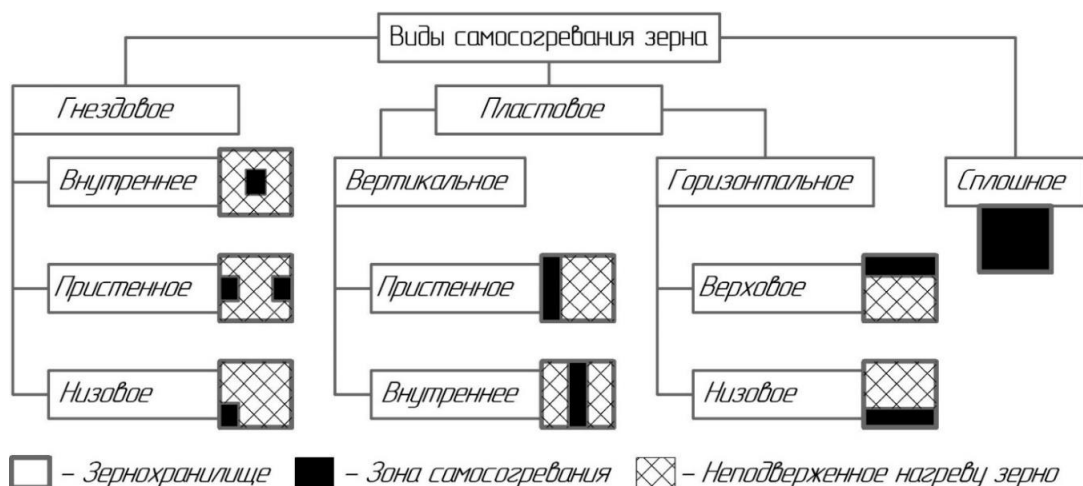 Виды самосогревания зерна
Гнездовое
Пластовое
Внутреннее
Вертикальное
Горизонтальное
Сплошное
Пристенное
Пристенное
Верховое
Низовое
Внутреннее
Низовое
– Зернохранилище
– Зона самосогревания
– Неподверженное нагреву зерно